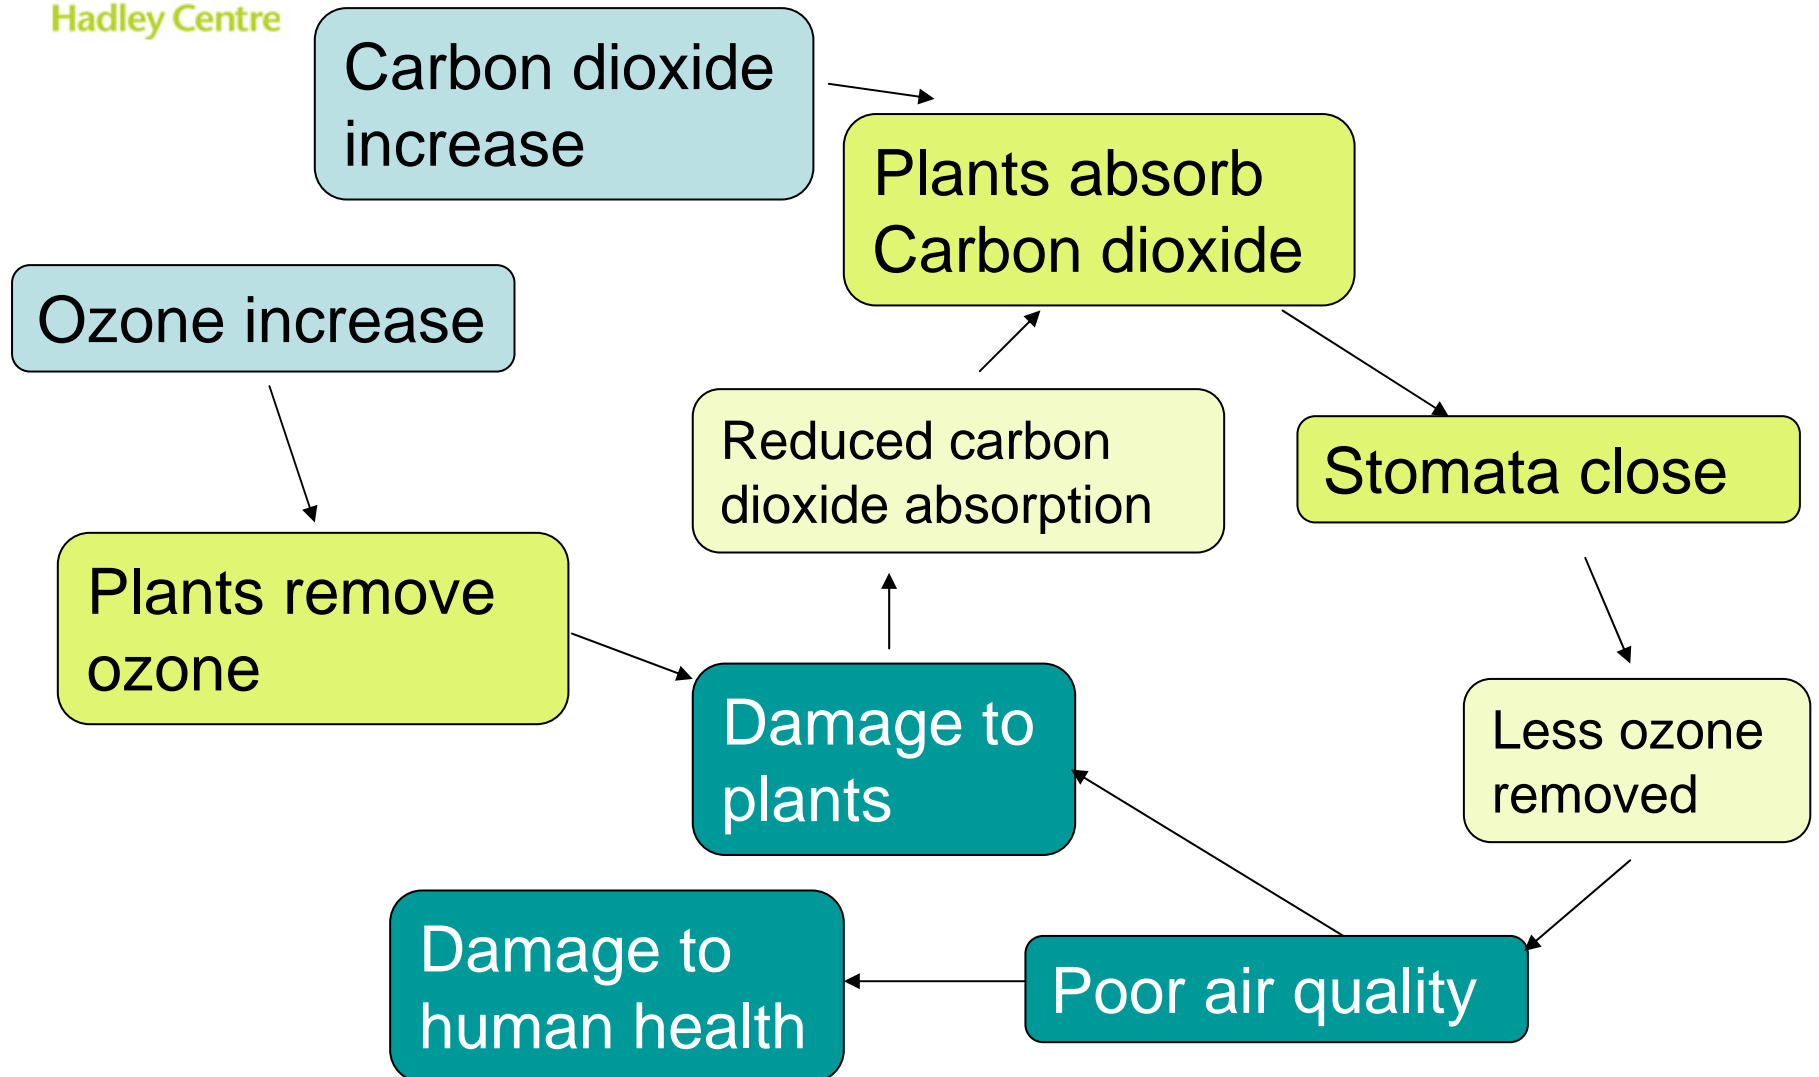 Hadley Centre
Carbon dioxide
increase
Plants absorb
Carbon dioxide
Ozone increase
Reduced carbon
dioxide absorption
Stomata close
Plants remove
ozone
Damage to
plants
Less ozone
removed
Damage to
human health
Poor air quality